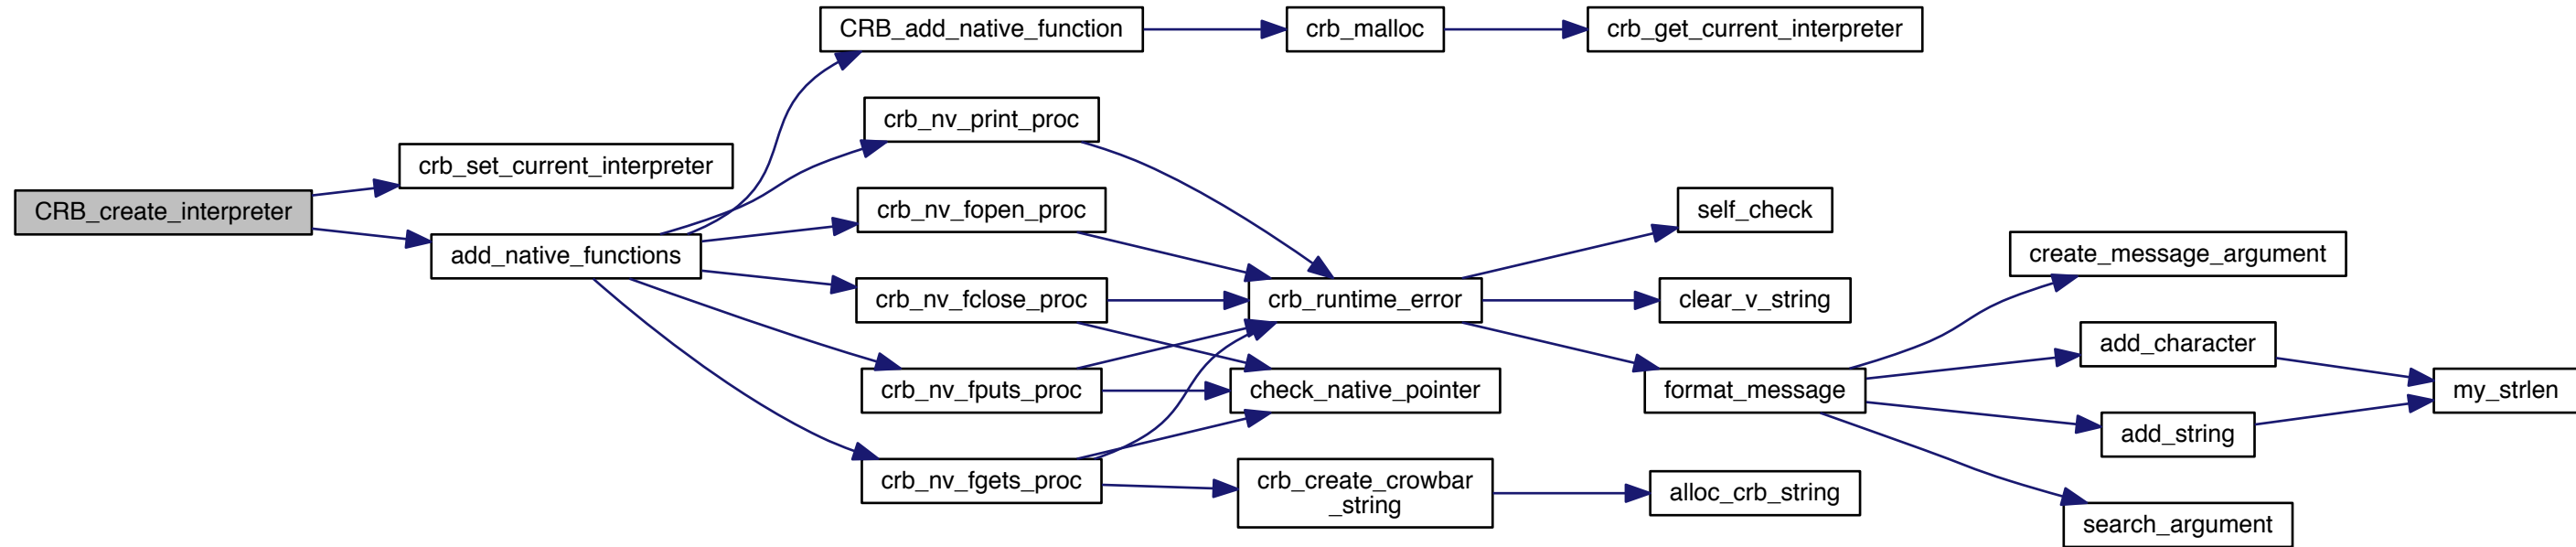 CRB_create_interpreter
crb_set_current_interpreter
add_native_functions
CRB_add_native_function
crb_nv_print_proc
crb_nv_fopen_proc
crb_nv_fclose_proc
crb_nv_fputs_proc
crb_nv_fgets_proc
crb_malloc
crb_runtime_error
check_native_pointer
crb_create_crowbar
_string
crb_get_current_interpreter
self_check
clear_v_string
format_message
alloc_crb_string
create_message_argument
add_character
add_string
search_argument
my_strlen